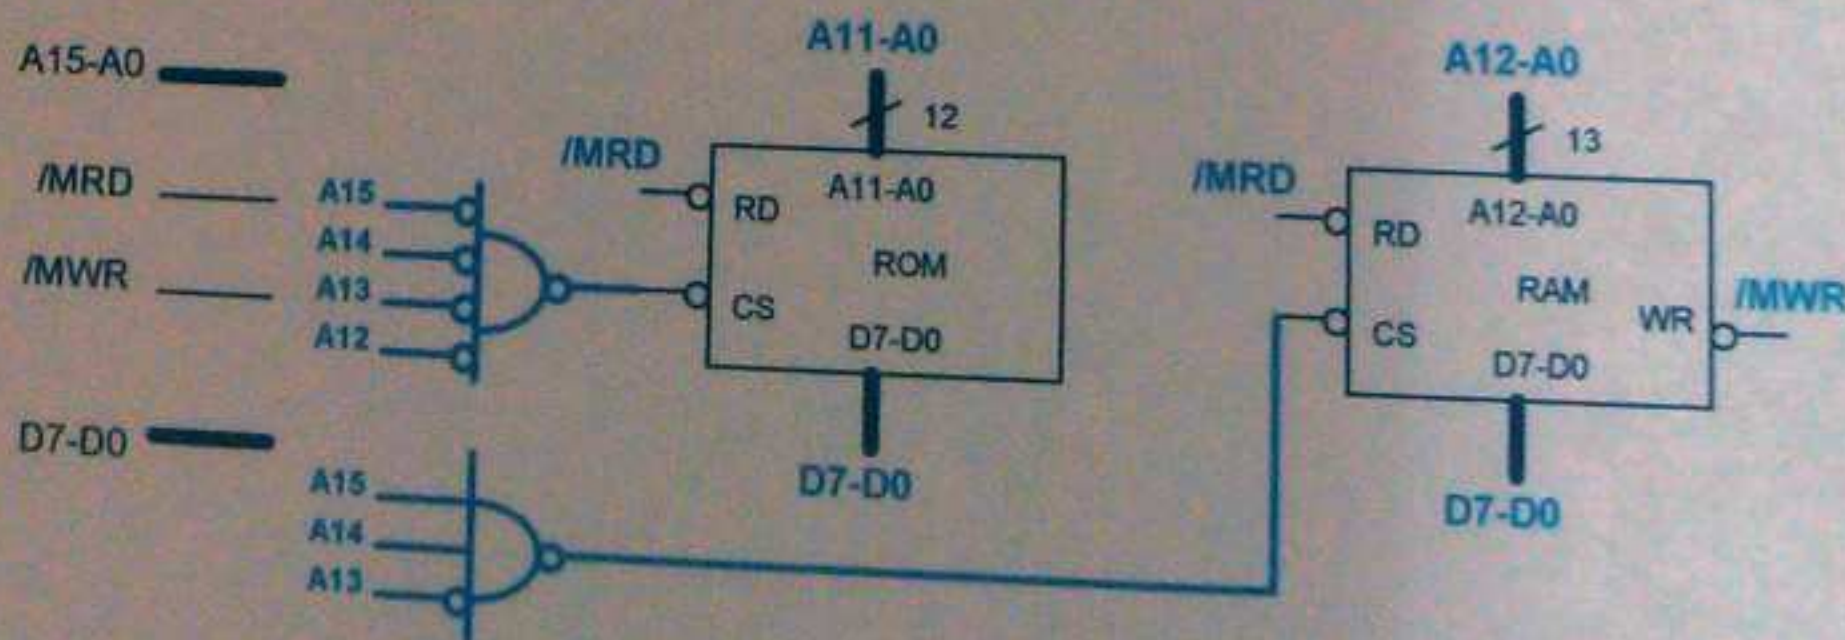 A15-A0
/MRD
/MWR
D7-D0
A15
A14
A13
A12
A15
A14
A13
A11-A0
12
/MRD
A11-A0
RD
ROM
CS
D7-D0
D7-D0
A12-A0
13
/MRD
A12-A0
RD
RAM
/MWR
WR
CS
D7-D0
D7-D0